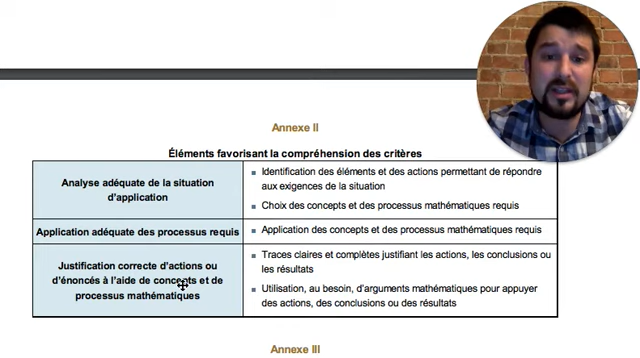 Annexe II
Éléments favorisant la compréhension des critères
Analyse adéquate de la situation
d'application
Identification des éléments et des actions permettant de répondre
aux exigences de la situation
Choix des concepts et des processus mathématiques requis
Application adéquate des processus requis
Application des concepts et des processus mathématiques requis
Justification correcte d'actions ou
d'énoncés à l'aide de concepts et de
processus mathématiques
Traces claires et complètes justifiant les actions, les conclusions ou
les résultats
Utilisation, au besoin, d'arguments mathématiques pour appuyer
des actions, des conclusions ou des résultats
Annexe III